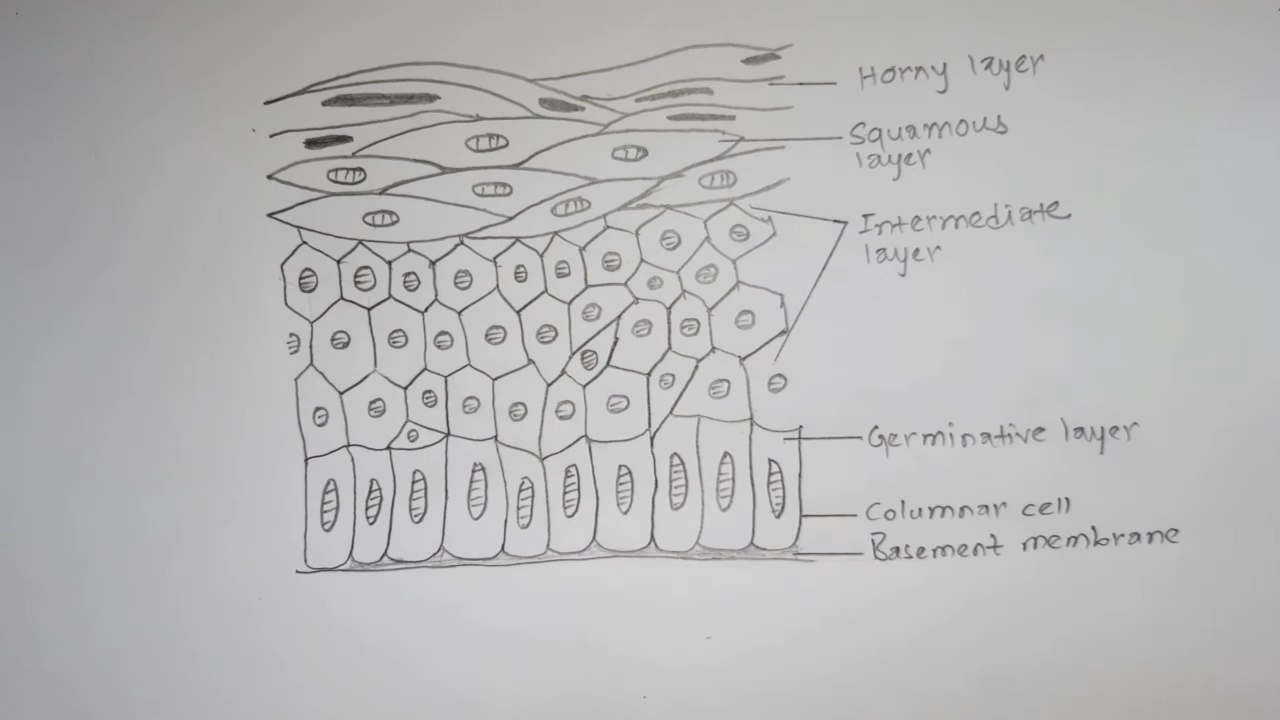 Horny layer
Squamous
layer
Intermediate
layer
Germinative layer
Columnar cell
Basement membrane